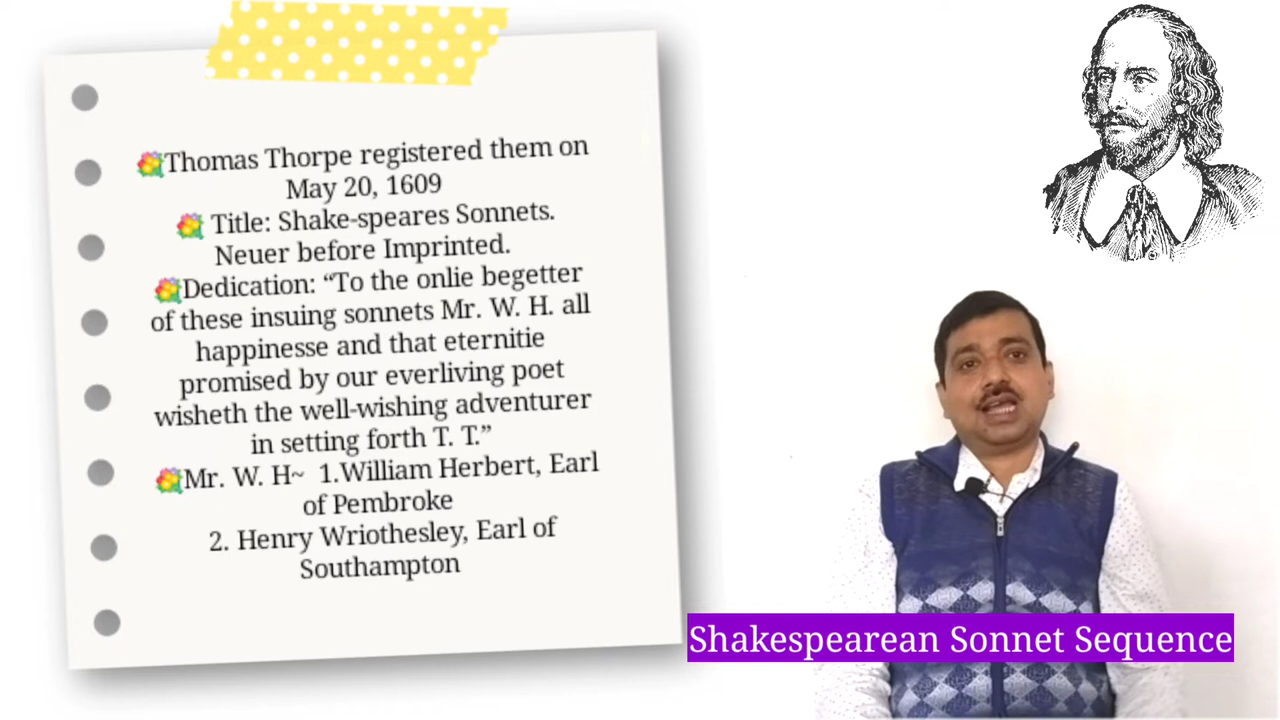 Thomas Thorpe registered them on
May 20, 1609
Title: Shake-speares Sonnets.
Neuer before Imprinted.
Dedication: “To the onlie begetter
of these insuing sonnets Mr. W. H. all
happinesse and that eternitie
promised by our everliving poet
wisheth the well-wishing adventurer
in setting forth T. T.”
Mr. W. H~ 1.William Herbert, Earl
of Pembroke
2. Henry Wriothesley, Earl of
Southampton
Shakespearean Sonnet Sequence